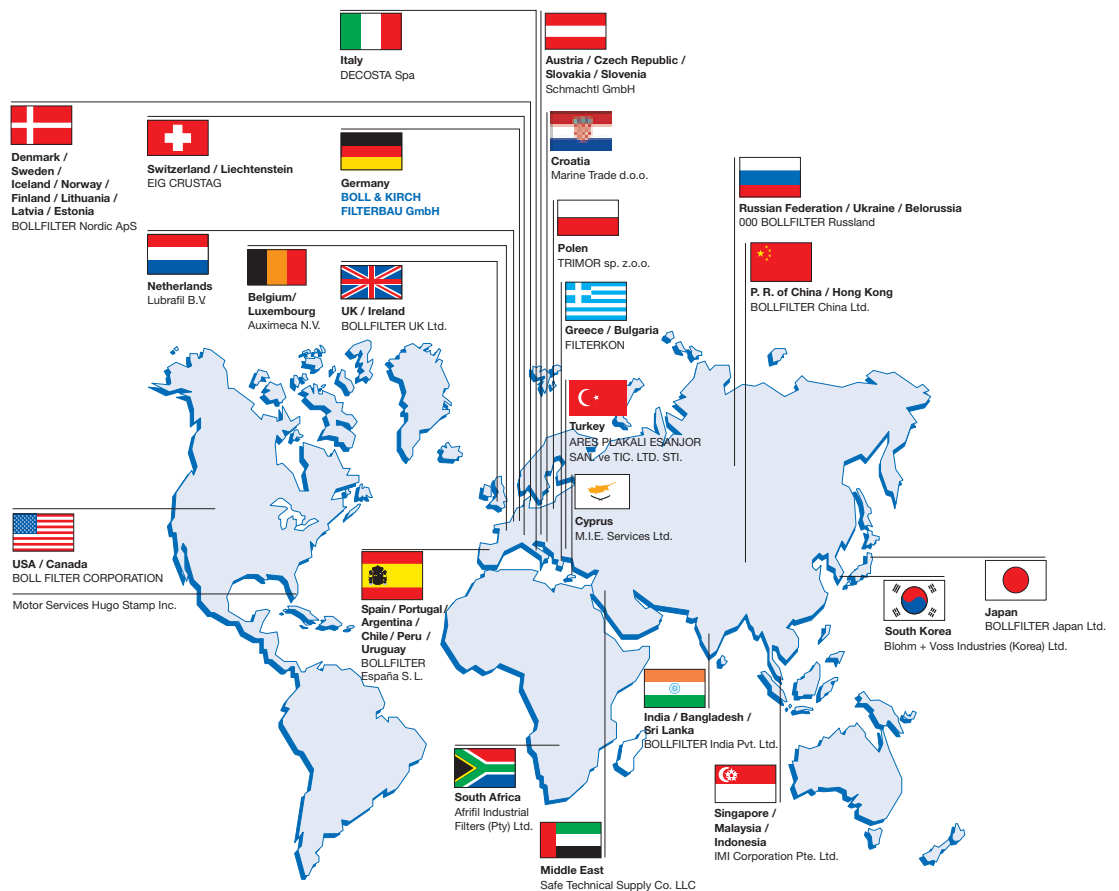 Italy
DECOSTA Spa
Austria / Czech Republic /
Slovakia / Slovenia
Schmachtl GmbH
Denmark /
Sweden /
Iceland / Norway /
Finland / Lithuania /
Latvia / Estonia
BOLLFILTER Nordic ApS
Switzerland / Liechtenstein
EIG CRUSTAG
Germany
BOLL & KIRCH
FILTERBAU GmbH
Croatia
Marine Trade d.o.o.
Russian Federation / Ukraine / Belorussia
000 BOLLFILTER Russland
Polen
TRIMOR sp. z.o.o.
P. R. of China / Hong Kong
BOLLFILTER China Ltd.
Netherlands
Lubrafil B.V.
Belgium/
Luxembourg
Auximeca N.V.
UK / Ireland
BOLLFILTER UK Ltd.
Greece / Bulgaria
FILTERKON
Turkey
ARES PLAKALI ESANJOR
SAN. ve TIC. LTD. STI.
Cyprus
M.I.E. Services Ltd.
USA / Canada
BOLL FILTER CORPORATION
Motor Services Hugo Stamp Inc.
Spain / Portugal /
Argentina /
Chile / Peru /
Uruguay
BOLLFILTER
España S. L.
Japan
BOLLFILTER Japan Ltd.
South Korea
Blohm + Voss Industries (Korea) Ltd.
India / Bangladesh /
Sri Lanka
BOLLFILTER India Pvt. Ltd.
South Africa
Afrifil Industrial
Filters (Pty) Ltd.
Singapore /
Malaysia /
Indonesia
IMI Corporation Pte. Ltd.
Middle East
Safe Technical Supply Co. LLC